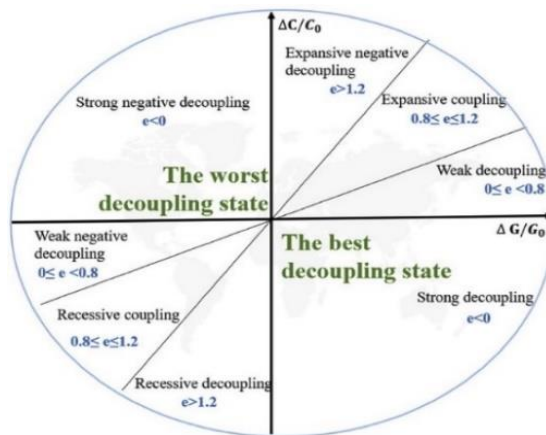 ΔC/C₀
Expansive negative
decoupling
e>1.2
Strong negative decoupling
e<0
Expansive coupling
0.8≤ e≤1.2
Weak decoupling
0≤ e <0.8
The worst
decoupling state
Δ G/G₀
Weak negative
decoupling
0≤ e <0.8
The best
decoupling state
Recessive coupling
0.8≤ e≤1.2
Strong decoupling
e<0
Recessive decoupling
e>1.2